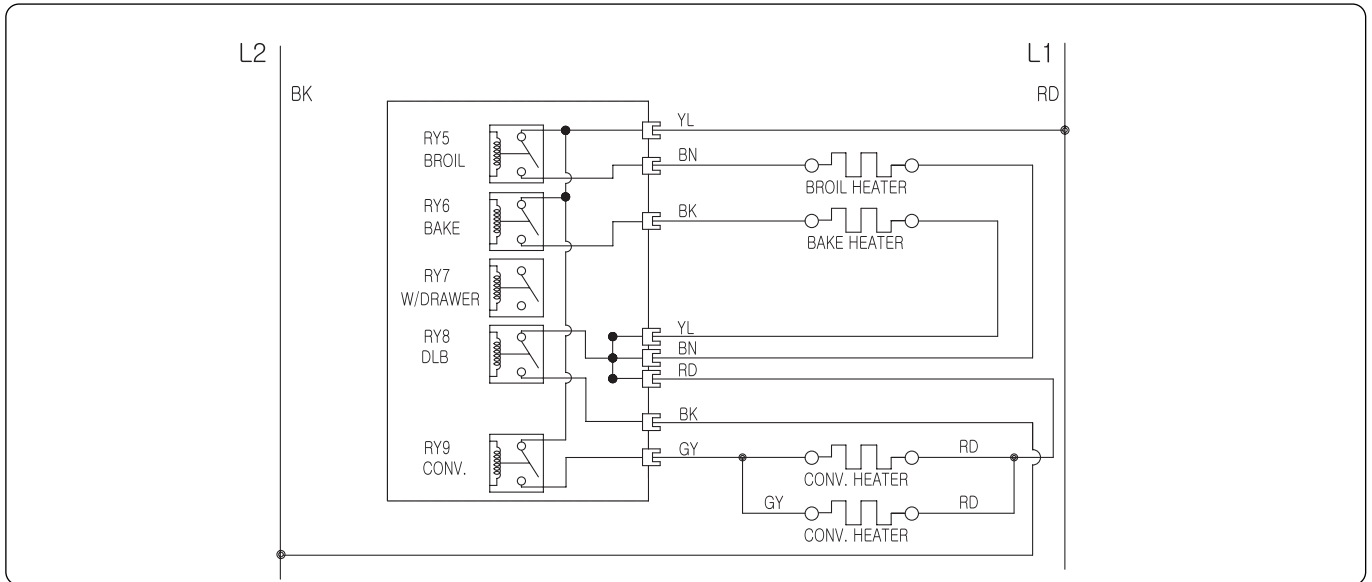 L2
L1
BK
RD
RY5
BROIL
YL
BN
BROIL HEATER
RY6
BAKE
BK
BAKE HEATER
RY7
W/DRAWER
RY8
DLB
YL
BN
RD
BK
RY9
CONV.
GY
RD
CONV. HEATER
GY
RD
CONV. HEATER